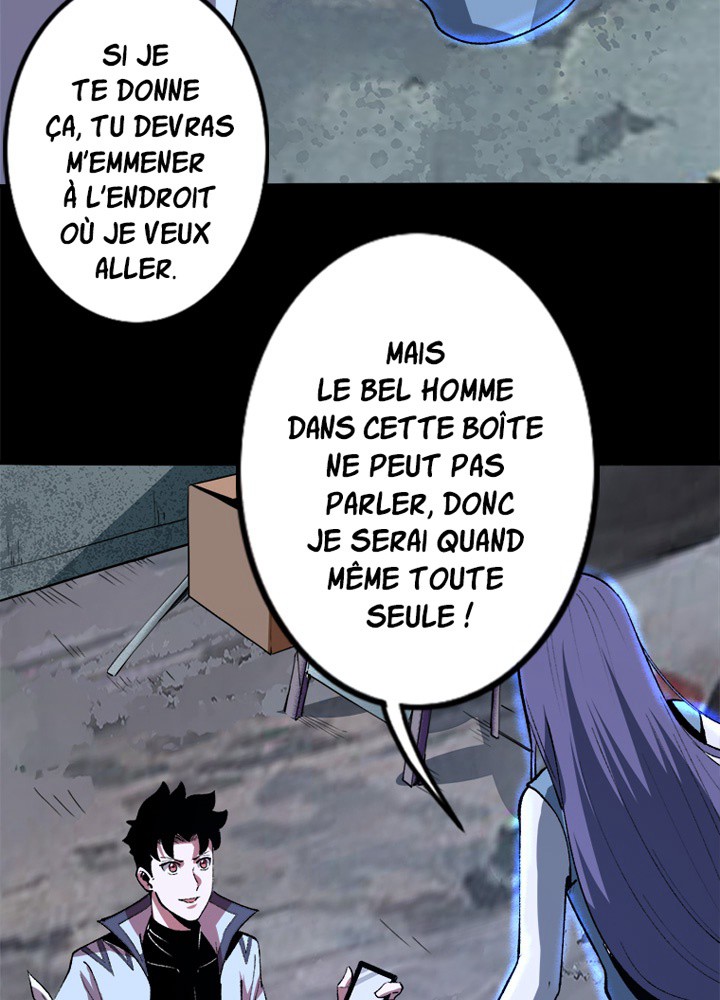 SI JE
TE DONNE
ÇA, TU DEVRAS
M'EMMENER
À L'ENDROIT
OÙ JE VEUX
ALLER.
MAIS
LE BEL HOMME
DANS CETTE BOÎTE
NE PEUT PAS
PARLER, DONC
JE SERAI QUAND
MÊME TOUTE
SEULE !